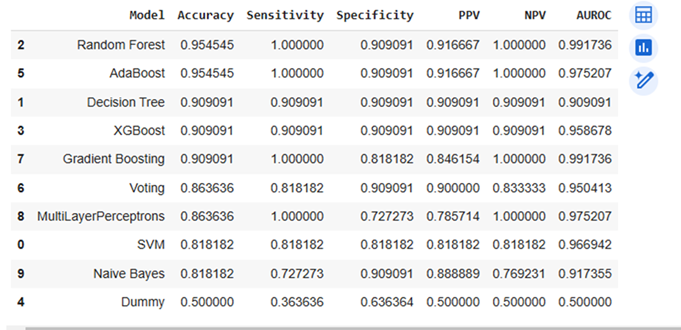 Model Accuracy Sensitivity Specificity PPV NPV AUROC
2 Random Forest 0.954545 1.000000 0.909091 0.916667 1.000000 0.991736
5 AdaBoost 0.954545 1.000000 0.909091 0.916667 1.000000 0.975207
1 Decision Tree 0.909091 0.909091 0.909091 0.909091 0.909091 0.909091
3 XGBoost 0.909091 0.909091 0.909091 0.909091 0.909091 0.958678
7 Gradient Boosting 0.909091 1.000000 0.818182 0.846154 1.000000 0.991736
6 Voting 0.863636 0.818182 0.909091 0.900000 0.833333 0.950413
8 MultiLayerPerceptrons 0.863636 1.000000 0.727273 0.785714 1.000000 0.975207
0 SVM 0.818182 0.818182 0.818182 0.818182 0.818182 0.966942
9 Naive Bayes 0.818182 0.727273 0.909091 0.888889 0.769231 0.917355
4 Dummy 0.500000 0.363636 0.636364 0.500000 0.500000 0.500000